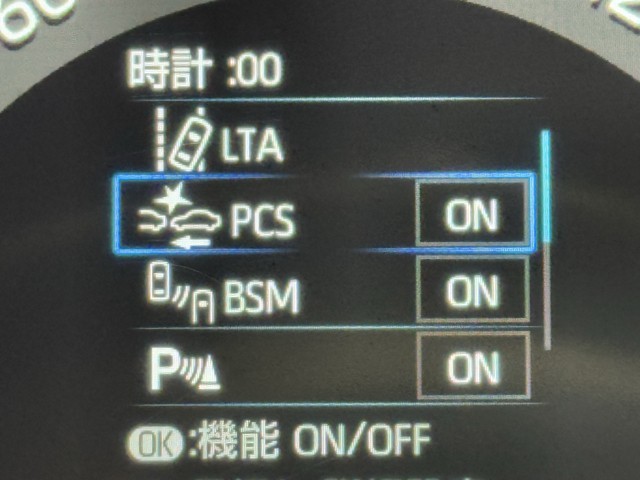 時計 :00
LTA
PCS ON
BSM ON
P ON
OK :機能 ON/OFF